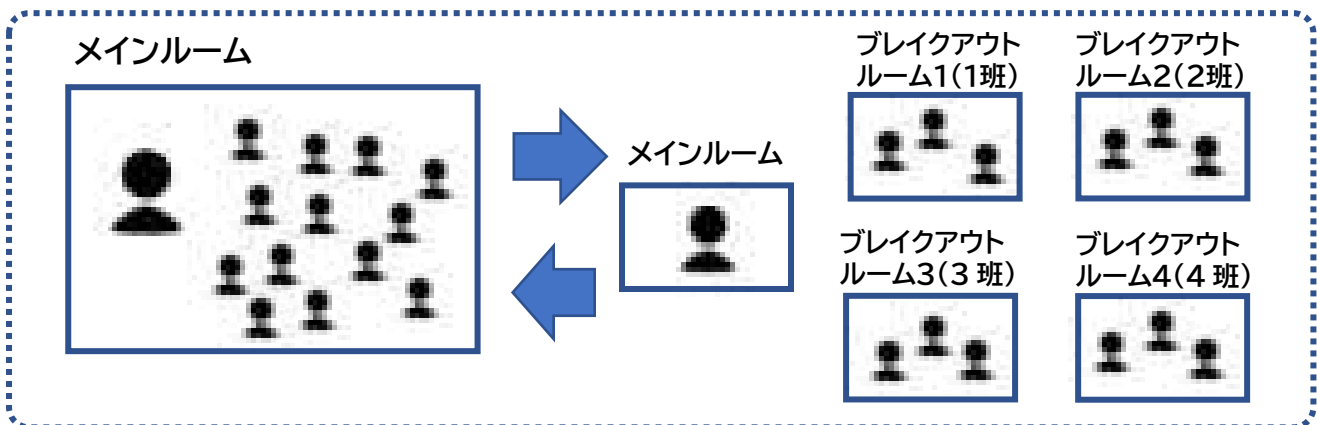 メインルーム
メインルーム
ブレイクアウト
ルーム1(1班)
ブレイクアウト
ルーム2(2班)
ブレイクアウト
ルーム3(3 班)
ブレイクアウト
ルーム4(4 班)